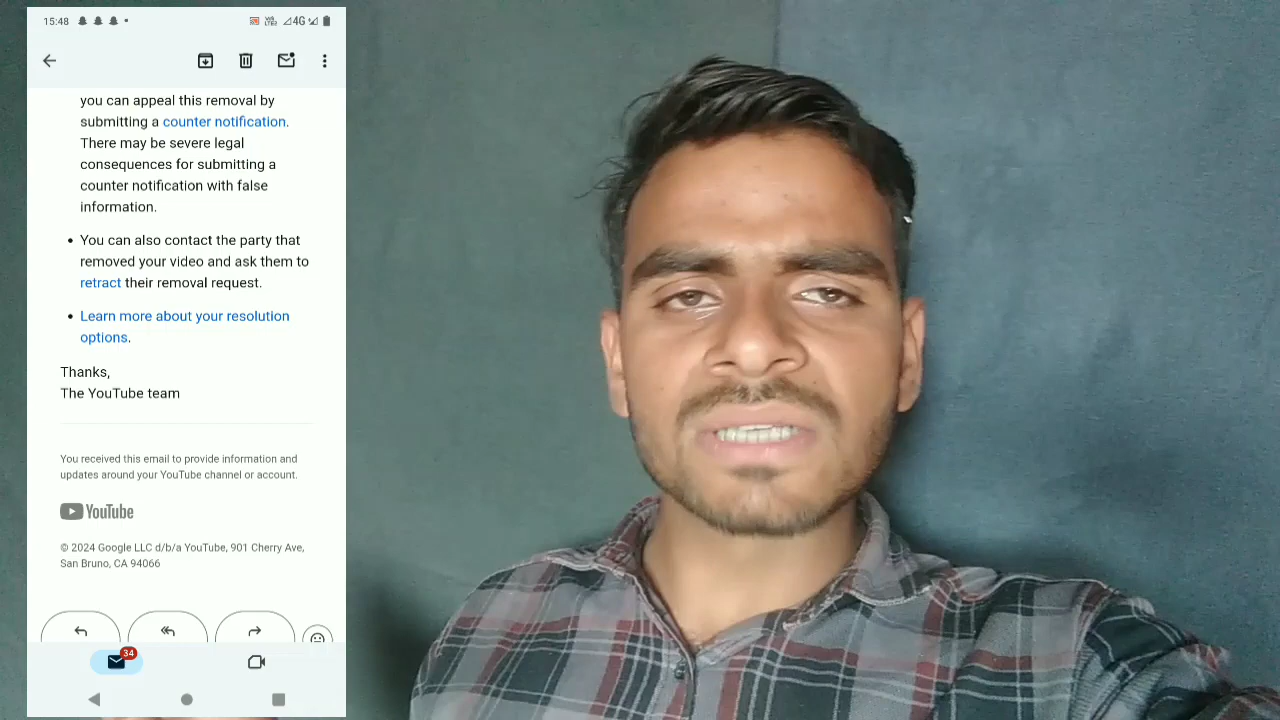 15:48
4G
you can appeal this removal by
submitting a counter notification.
There may be severe legal
consequences for submitting a
counter notification with false
information.
• You can also contact the party that
removed your video and ask them to
retract their removal request.
• Learn more about your resolution
options.
Thanks,
The YouTube team
You received this email to provide information and
updates around your YouTube channel or account.
YouTube
© 2024 Google LLC d/b/a YouTube, 901 Cherry Ave,
San Bruno, CA 94066
34